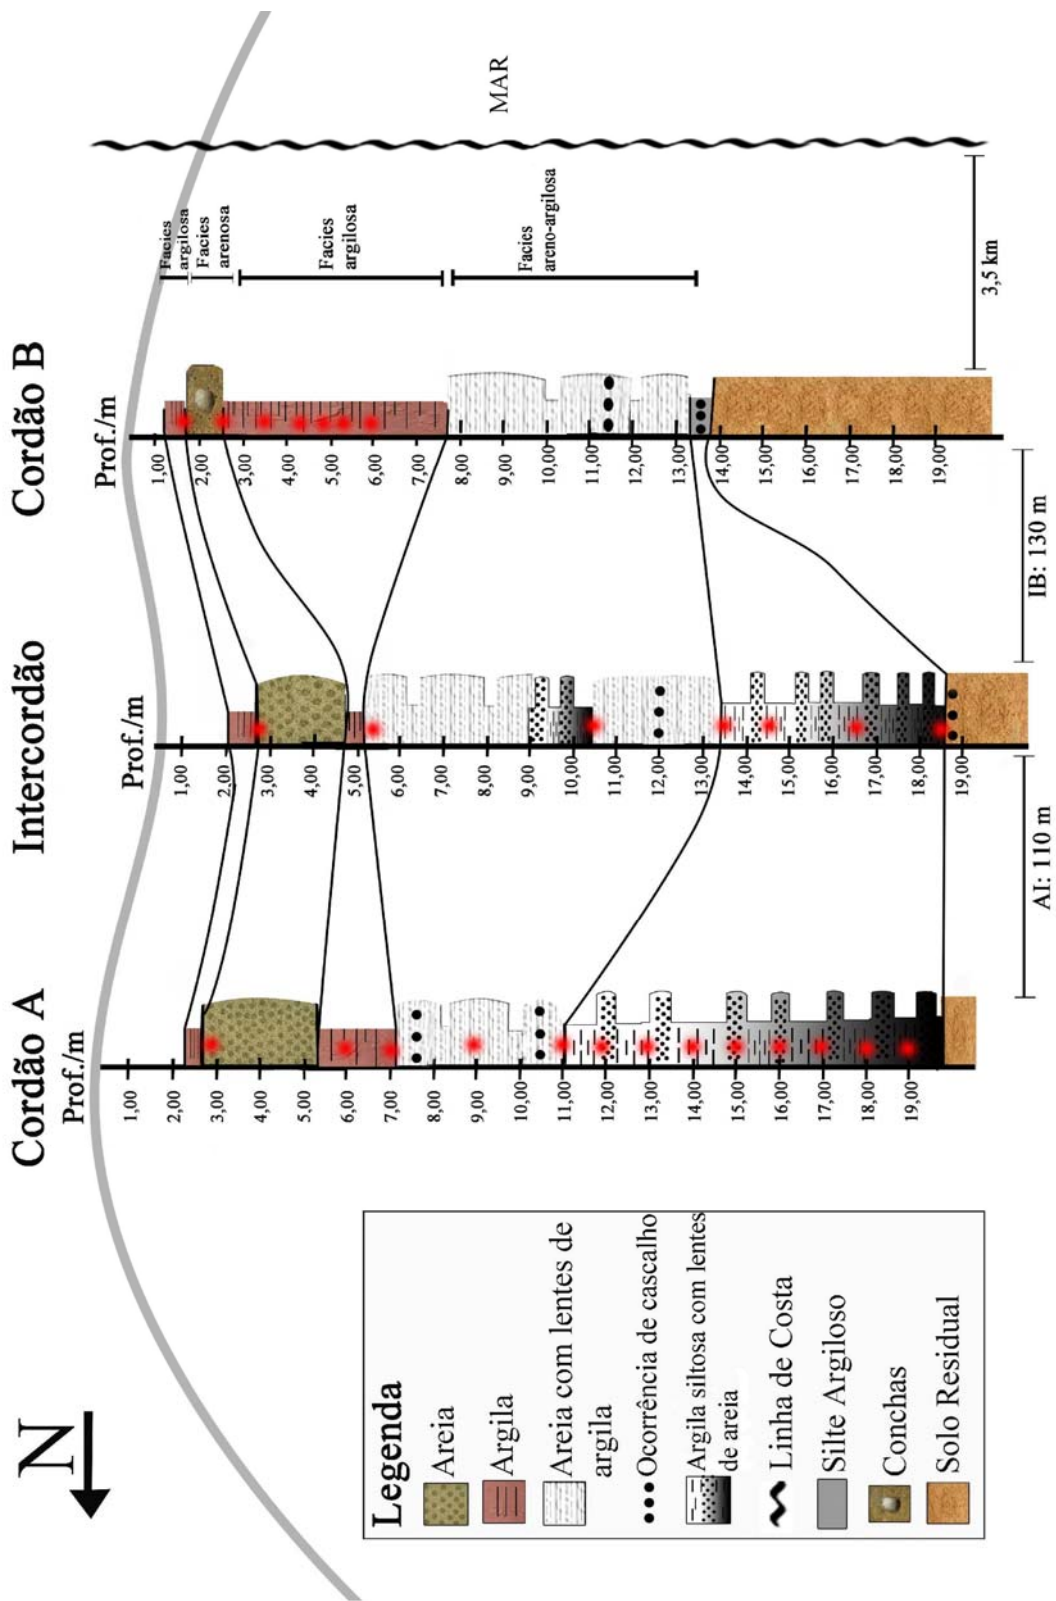 N
Cordão A
Intercordão
Cordão B
Prof./m
1,00
2,00
3,00
4,00
5,00
6,00
7,00
8,00
9,00
10,00
11,00
12,00
13,00
14,00
15,00
16,00
17,00
18,00
19,00
Prof./m
1,00
2,00
3,00
4,00
5,00
6,00
7,00
8,00
9,00
10,00
11,00
12,00
13,00
14,00
15,00
16,00
17,00
18,00
19,00
Prof./m
1,00
2,00
3,00
4,00
5,00
6,00
7,00
8,00
9,00
10,00
11,00
12,00
13,00
14,00
15,00
16,00
17,00
18,00
19,00
Facies
argilosa
Facies
arenosa
Facies
argilosa
Facies
areno-argilosa
MAR
AI: 110 m
IB: 130 m
3,5 km
Legenda
Areia
Argila
Areia com lentes de
argila
Ocorrência de cascalho
Argila siltosa com lentes
de areia
Linha de Costa
Silte Argiloso
Conchas
Solo Residual